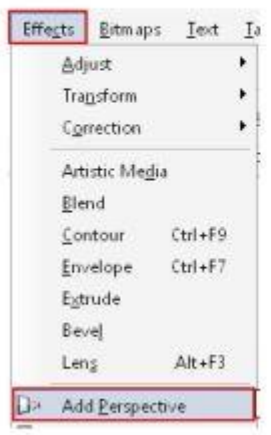 Effects Bitmaps Text Ta
Adjust
Transform
Correction
Artistic Media
Blend
Contour Ctrl+F9
Envelope Ctrl+F7
Extrude
Bevel
Lens Alt+F3
Add Perspective